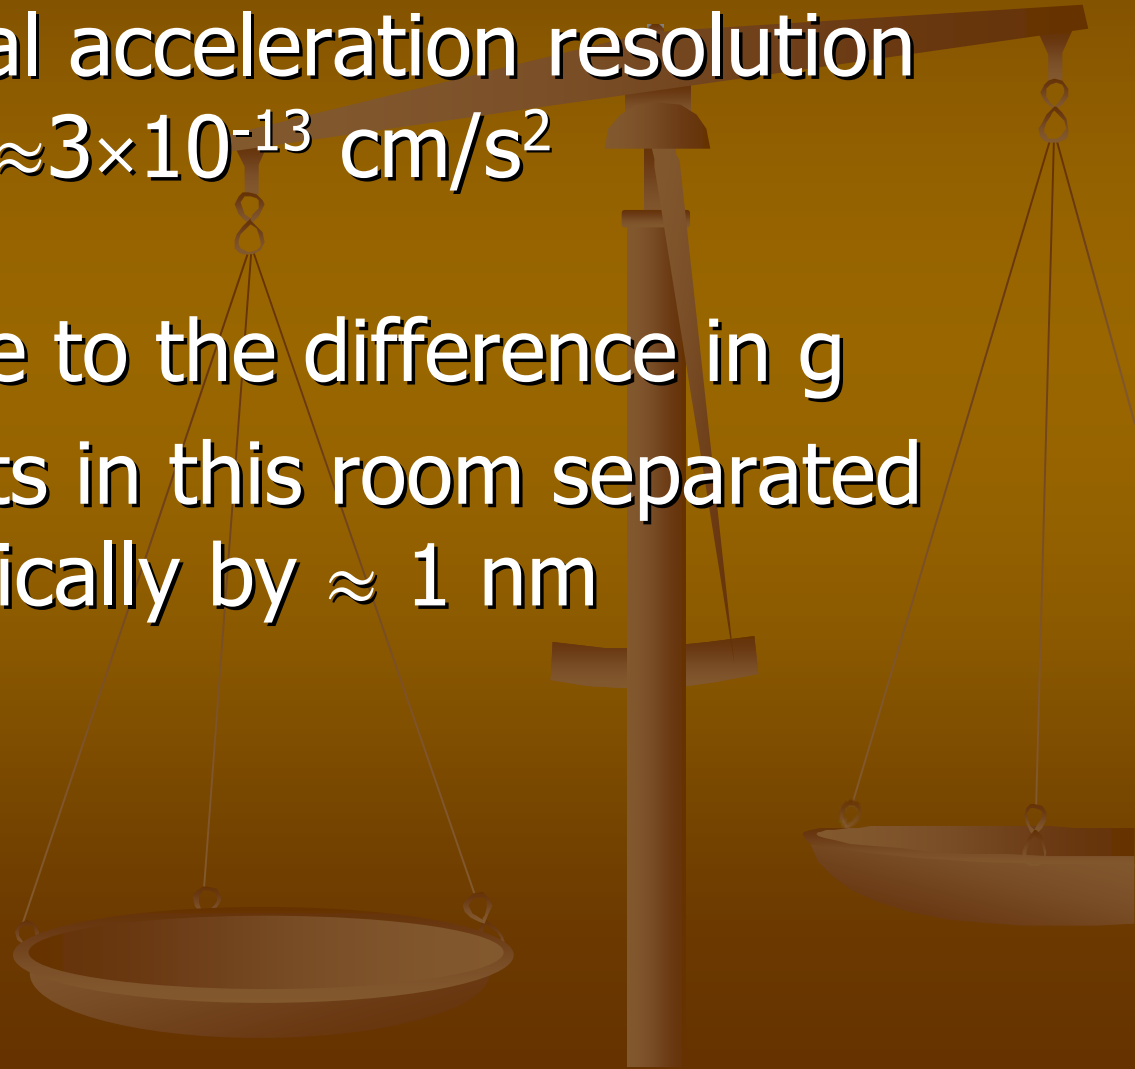 al acceleration resolution
≈3×10⁻¹³ cm/s²
e to the difference in g
ts in this room separated
ically by ≈ 1 nm